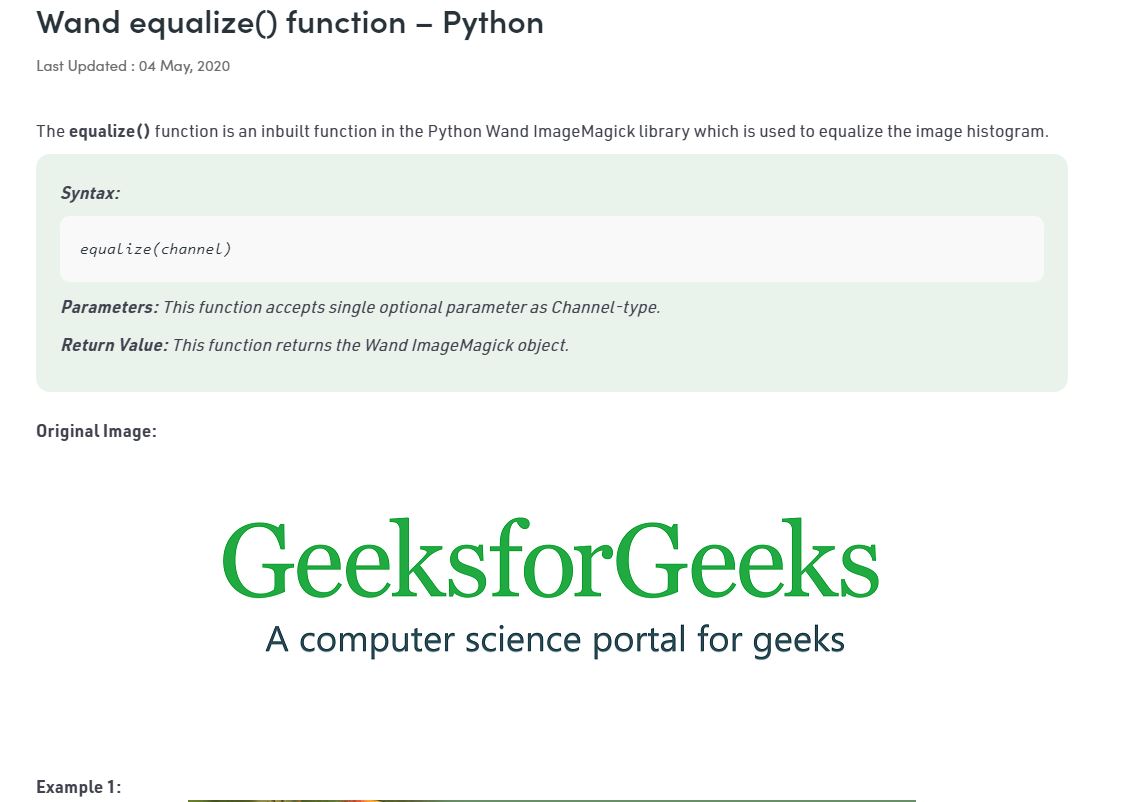 Wand equalize() function – Python
Last Updated : 04 May, 2020
The equalize() function is an inbuilt function in the Python Wand ImageMagick library which is used to equalize the image histogram.
Syntax:
equalize(channel)
Parameters: This function accepts single optional parameter as Channel-type.
Return Value: This function returns the Wand ImageMagick object.
Original Image:
GeeksforGeeks
A computer science portal for geeks
Example 1: